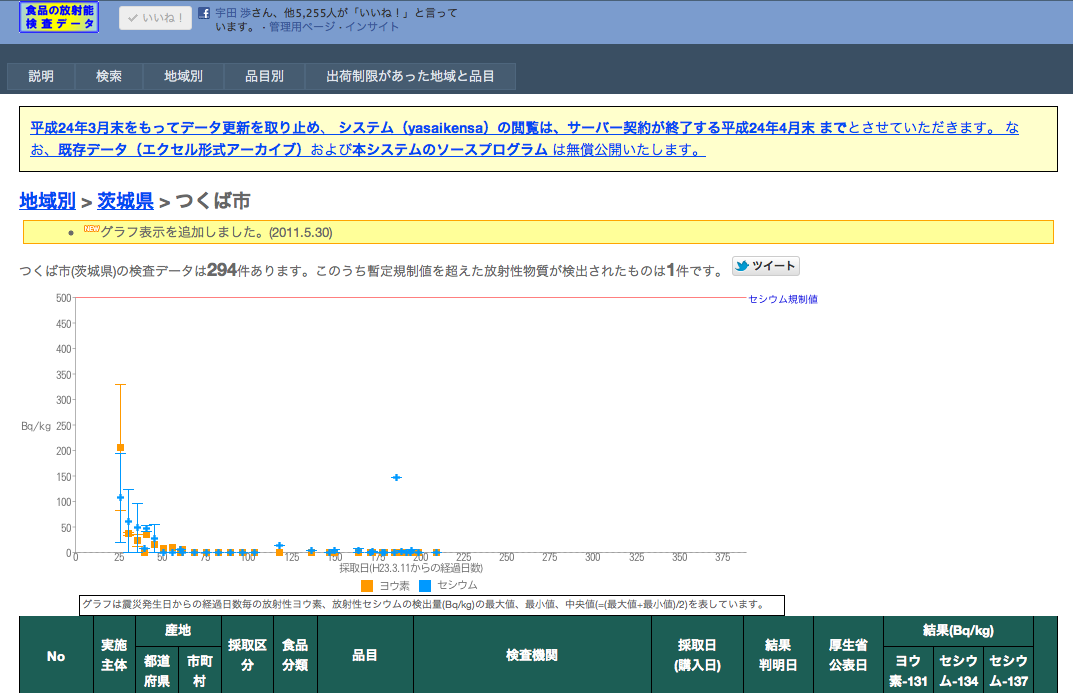 食品の放射能
検査データ
いいね！
宇田 渉さん、他5,255人が「いいね！」と言って
います。 · 管理用ページ · インサイト
説明 検索 地域別 品目別 出荷制限があった地域と品目
平成24年3月末をもってデータ更新を取り止め、 システム（yasaikensa）の閲覧は、サーバー契約が終了する平成24年4月末 までとさせていただきます。 な
お、既存データ（エクセル形式アーカイブ）および本システムのソースプログラム は無償公開いたします。
地域別 > 茨城県 > つくば市
NEW グラフ表示を追加しました。(2011.5.30)
つくば市(茨城県)の検査データは294件あります。このうち暫定規制値を超えた放射性物質が検出されたものは1件です。 ツイート
500 セシウム規制値
450
400
350
300
Bq/kg 250
200
150
100
50
0
0 25 50 75 100 125 150 175 200 225 250 275 300 325 350 375
採取日(H23.3.11からの経過日数)
ヨウ素 セシウム
グラフは震災発生日からの経過日数毎の放射性ヨウ素、放射性セシウムの検出量(Bq/kg)の最大値、最小値、中央値(=(最大値+最小値)/2)を表しています。
No 実施主体 産地 採取区分 食品分類 品目 検査機関 採取日(購入日) 結果判明日 厚生省公表日 結果(Bq/kg)
都道府県 市町村 ヨウ素-131 セシウム-134 セシウム-137